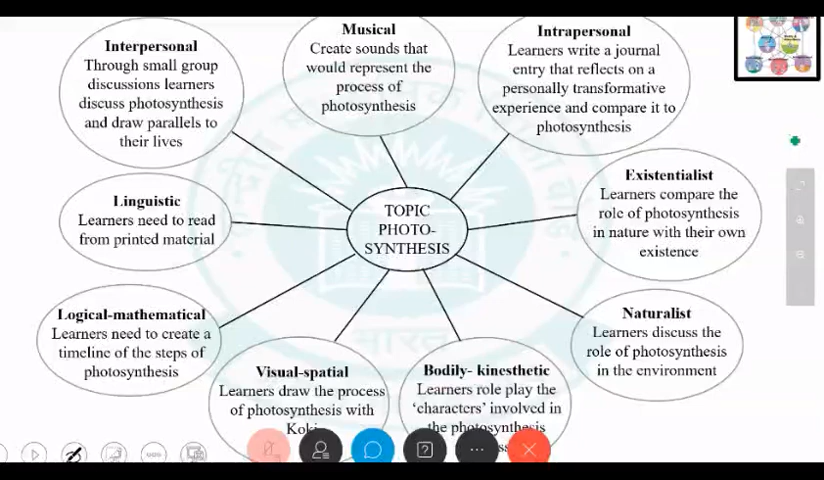 Musical
Create sounds that
would represent the
process of
photosynthesis
Interpersonal
Through small group
discussions learners
discuss photosynthesis
and draw parallels to
their lives
Intrapersonal
Learners write a journal
entry that reflects on a
personally transformative
experience and compare it to
photosynthesis
Linguistic
Learners need to read
from printed material
TOPIC
PHOTO-
SYNTHESIS
Existentialist
Learners compare the
role of photosynthesis
in nature with their own
existence
Logical-mathematical
Learners need to create a
timeline of the steps of
photosynthesis
Visual-spatial
Learners draw the process
of photosynthesis with
Bodily- kinesthetic
Learners role play the
‘characters’ involved in
the photosynthesis
Naturalist
Learners discuss the
role of photosynthesis
in the environment